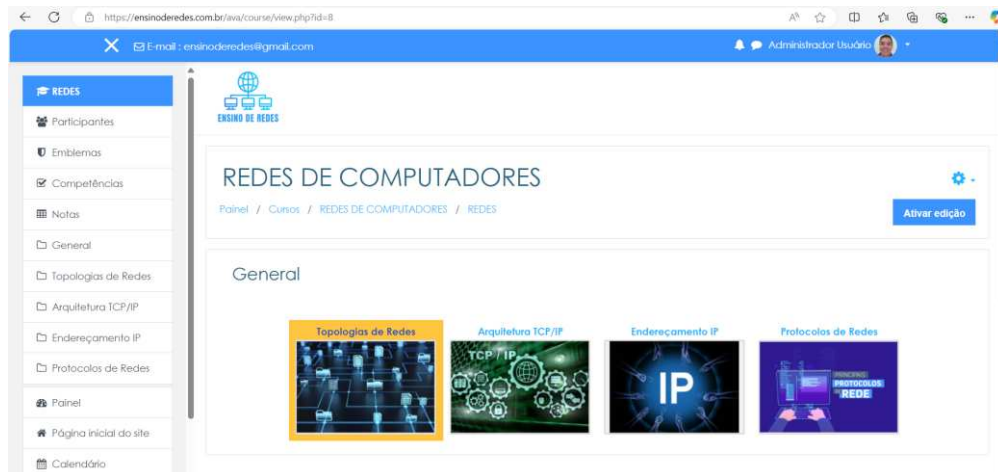 https://ensinoderedes.com.br/ava/course/view.php?id=8
E-mail : ensinoderedes@gmail.com
Administrador Usuário
REDES
Participantes
Emblemas
Competências
Notas
General
Topologias de Redes
Arquitetura TCP/IP
Endereçamento IP
Protocolos de Redes
Painel
Página inicial do site
Calendário
ENSINO DE REDES
REDES DE COMPUTADORES
Painel / Cursos / REDES DE COMPUTADORES / REDES
Ativar edição
General
Topologias de Redes
Arquitetura TCP/IP
Endereçamento IP
Protocolos de Redes
TCP / IP
IP
PRINCIPAIS
PROTOCOLOS
REDE